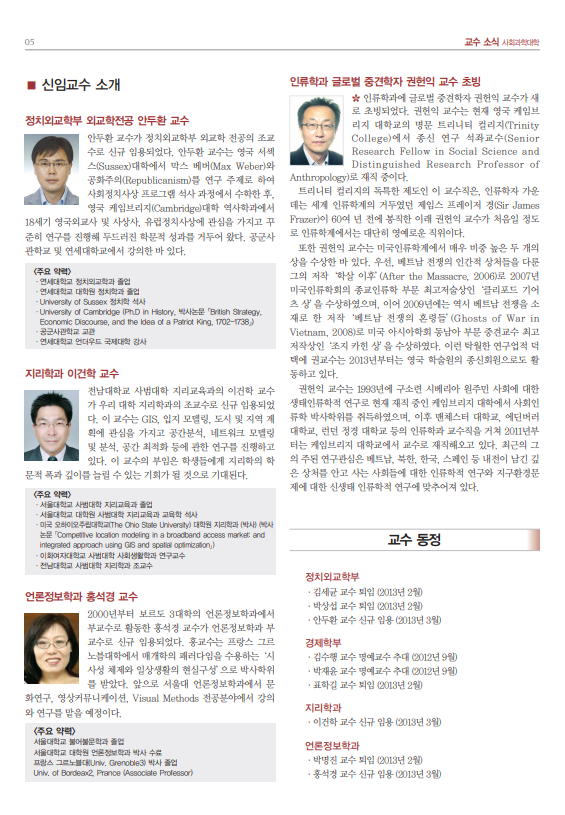 05
교수 소식 사회과학대학
■ 신임교수 소개
정치외교학부 외교학전공 안두환 교수
안두환 교수가 정치외교학부 외교학 전공의 조교
수로 신규 임용되었다. 안두환 교수는 영국 서섹
스(Sussex)대학에서 막스 베버(Max Weber)와
공화주의(Republicanism)를 연구 주제로 하여
사회정치사상 프로그램 석사 과정에서 수학한 후,
영국 케임브리지(Cambridge)대학 역사학과에서
18세기 영국외교사 및 사상사, 유럽정치사상에 관심을 가지고 꾸
준히 연구를 진행해 두드러진 학문적 성과를 거두어 왔다. 공군사
관학교 및 연세대학교에서 강의한 바 있다.
〈주요 약력〉
· 연세대학교 정치외교학과 졸업
· 연세대학교 대학원 정치학과 졸업
· University of Sussex 정치학 석사
· University of Cambridge (Ph.D in History, 박사논문 「British Strategy,
Economic Discourse, and the Idea of a Patriot King, 1702-1738」)
· 공군사관학교 교관
· 연세대학교 언더우드 국제대학 강사
지리학과 이건학 교수
전남대학교 사범대학 지리교육과의 이건학 교수
가 우리 대학 지리학과의 조교수로 신규 임용되었
다. 이 교수는 GIS, 입지 모델링, 도시 및 지역 계
획에 관심을 가지고 공간분석, 네트워크 모델링
및 분석, 공간 최적화 등에 관한 연구를 진행하고
있다. 이 교수의 부임은 학생들에게 지리학의 학
문적 폭과 깊이를 늘릴 수 있는 기회가 될 것으로 기대된다.
〈주요 약력〉
· 서울대학교 사범대학 지리교육과 졸업
· 서울대학교 대학원 사범대학 지리교육과 교육학 석사
· 미국 오하이오주립대학교(The Ohio State University) 대학원 지리학과 (박사) (박사
논문 「Competitive location modeling in a broadband access market: and
integrated approach using GIS and spatial optimization」)
· 이화여자대학교 사범대학 사회생활학과 연구교수
· 전남대학교 사범대학 지리학과 조교수
언론정보학과 홍석경 교수
2000년부터 보르도 3대학의 언론정보학과에서
부교수로 활동한 홍석경 교수가 언론정보학과 부
교수로 신규 임용되었다. 홍교수는 프랑스 그르
노블대학에서 매개학의 패러다임을 수용하는 '시
사성 체제와 일상생활의 현실구성' 으로 박사학위
를 받았다. 앞으로 서울대 언론정보학과에서 문
화연구, 영상커뮤니케이션, Visual Methods 전공분야에서 강의
와 연구를 맡을 예정이다.
〈주요 약력〉
서울대학교 불어불문학과 졸업
서울대학교 대학원 언론정보학과 박사 수료
프랑스 그르노블대(Univ. Grenoble3) 박사 졸업
Univ. of Bordeax2, Prance (Associate Professor)
인류학과 글로벌 중견학자 권헌익 교수 초빙
☆ 인류학과에 글로벌 중견학자 권헌익 교수가 새
로 초빙되었다. 권헌익 교수는 현재 영국 케임브
리지 대학교의 명문 트리니티 컬리지(Trinity
College)에서 종신 연구 석좌교수(Senior
Research Fellow in Social Science and
Distinguished Research Professor of
Anthropology)로 재직 중이다.
트리니티 컬리지의 독특한 제도인 이 교수직은, 인류학자 가운
데는 세계 인류학계의 거두였던 제임스 프레이저 경(Sir James
Frazer)이 60여 년 전에 봉직한 이래 권헌익 교수가 처음일 정도
로 인류학계에서는 대단히 영예로운 직위이다.
또한 권헌익 교수는 미국인류학계에서 매우 비중 높은 두 개의
상을 수상한 바 있다. 우선, 베트남 전쟁의 인간적 상처들을 다룬
그의 저작 '학살 이후' (After the Massacre, 2006)로 2007년
미국인류학회의 종교인류학 부문 최고저술상인 '클리포드 기어
츠 상' 을 수상하였으며, 이어 2009년에는 역시 베트남 전쟁을 소
재로 한 저작 '베트남 전쟁의 혼령들' (Ghosts of War in
Vietnam, 2008)로 미국 아시아학회 동남아 부문 중견교수 최고
저작상인 '조지 카힌 상' 을 수상하였다. 이런 탁월한 연구업적 덕
택에 권교수는 2013년부터는 영국 학술원의 종신회원으로도 활
동하고 있다.
권헌익 교수는 1993년에 구소련 시베리아 원주민 사회에 대한
생태인류학적 연구로 현재 재직 중인 케임브리지 대학에서 사회인
류학 박사학위를 취득하였으며, 이후 맨체스터 대학교, 에딘버러
대학교, 런던 정경 대학교 등의 인류학과 교수직을 거쳐 2011년부
터는 케임브리지 대학교에서 교수로 재직해오고 있다. 최근의 그
의 주된 연구관심은 베트남, 북한, 한국, 스페인 등 내전이 남긴 깊
은 상처를 안고 사는 사회들에 대한 인류학적 연구와 지구환경문
제에 대한 신생태 인류학적 연구에 맞추어져 있다.
교수 동정
정치외교학부
· 김세균 교수 퇴임 (2013년 2월)
· 박상섭 교수 퇴임 (2013년 2월)
· 안두환 교수 신규 임용 (2013년 3월)
경제학부
· 김수행 교수 명예교수 추대 (2012년 9월)
· 박재윤 교수 명예교수 추대 (2012년 9월)
· 표학길 교수 퇴임 (2013년 2월)
지리학과
· 이건학 교수 신규 임용 (2013년 3월)
언론정보학과
· 박명진 교수 퇴임 (2013년 2월)
· 홍석경 교수 신규 임용 (2013년 3월)